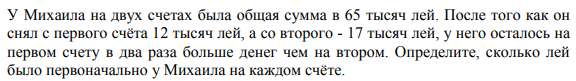 У Михаила на двух счетах была общая сумма в 65 тысяч лей. После того как он
снял с первого счёта 12 тысяч лей, а со второго - 17 тысяч лей, у него осталось на
первом счету в два раза больше денег чем на втором. Определите, сколько лей
было первоначально у Михаила на каждом счёте.